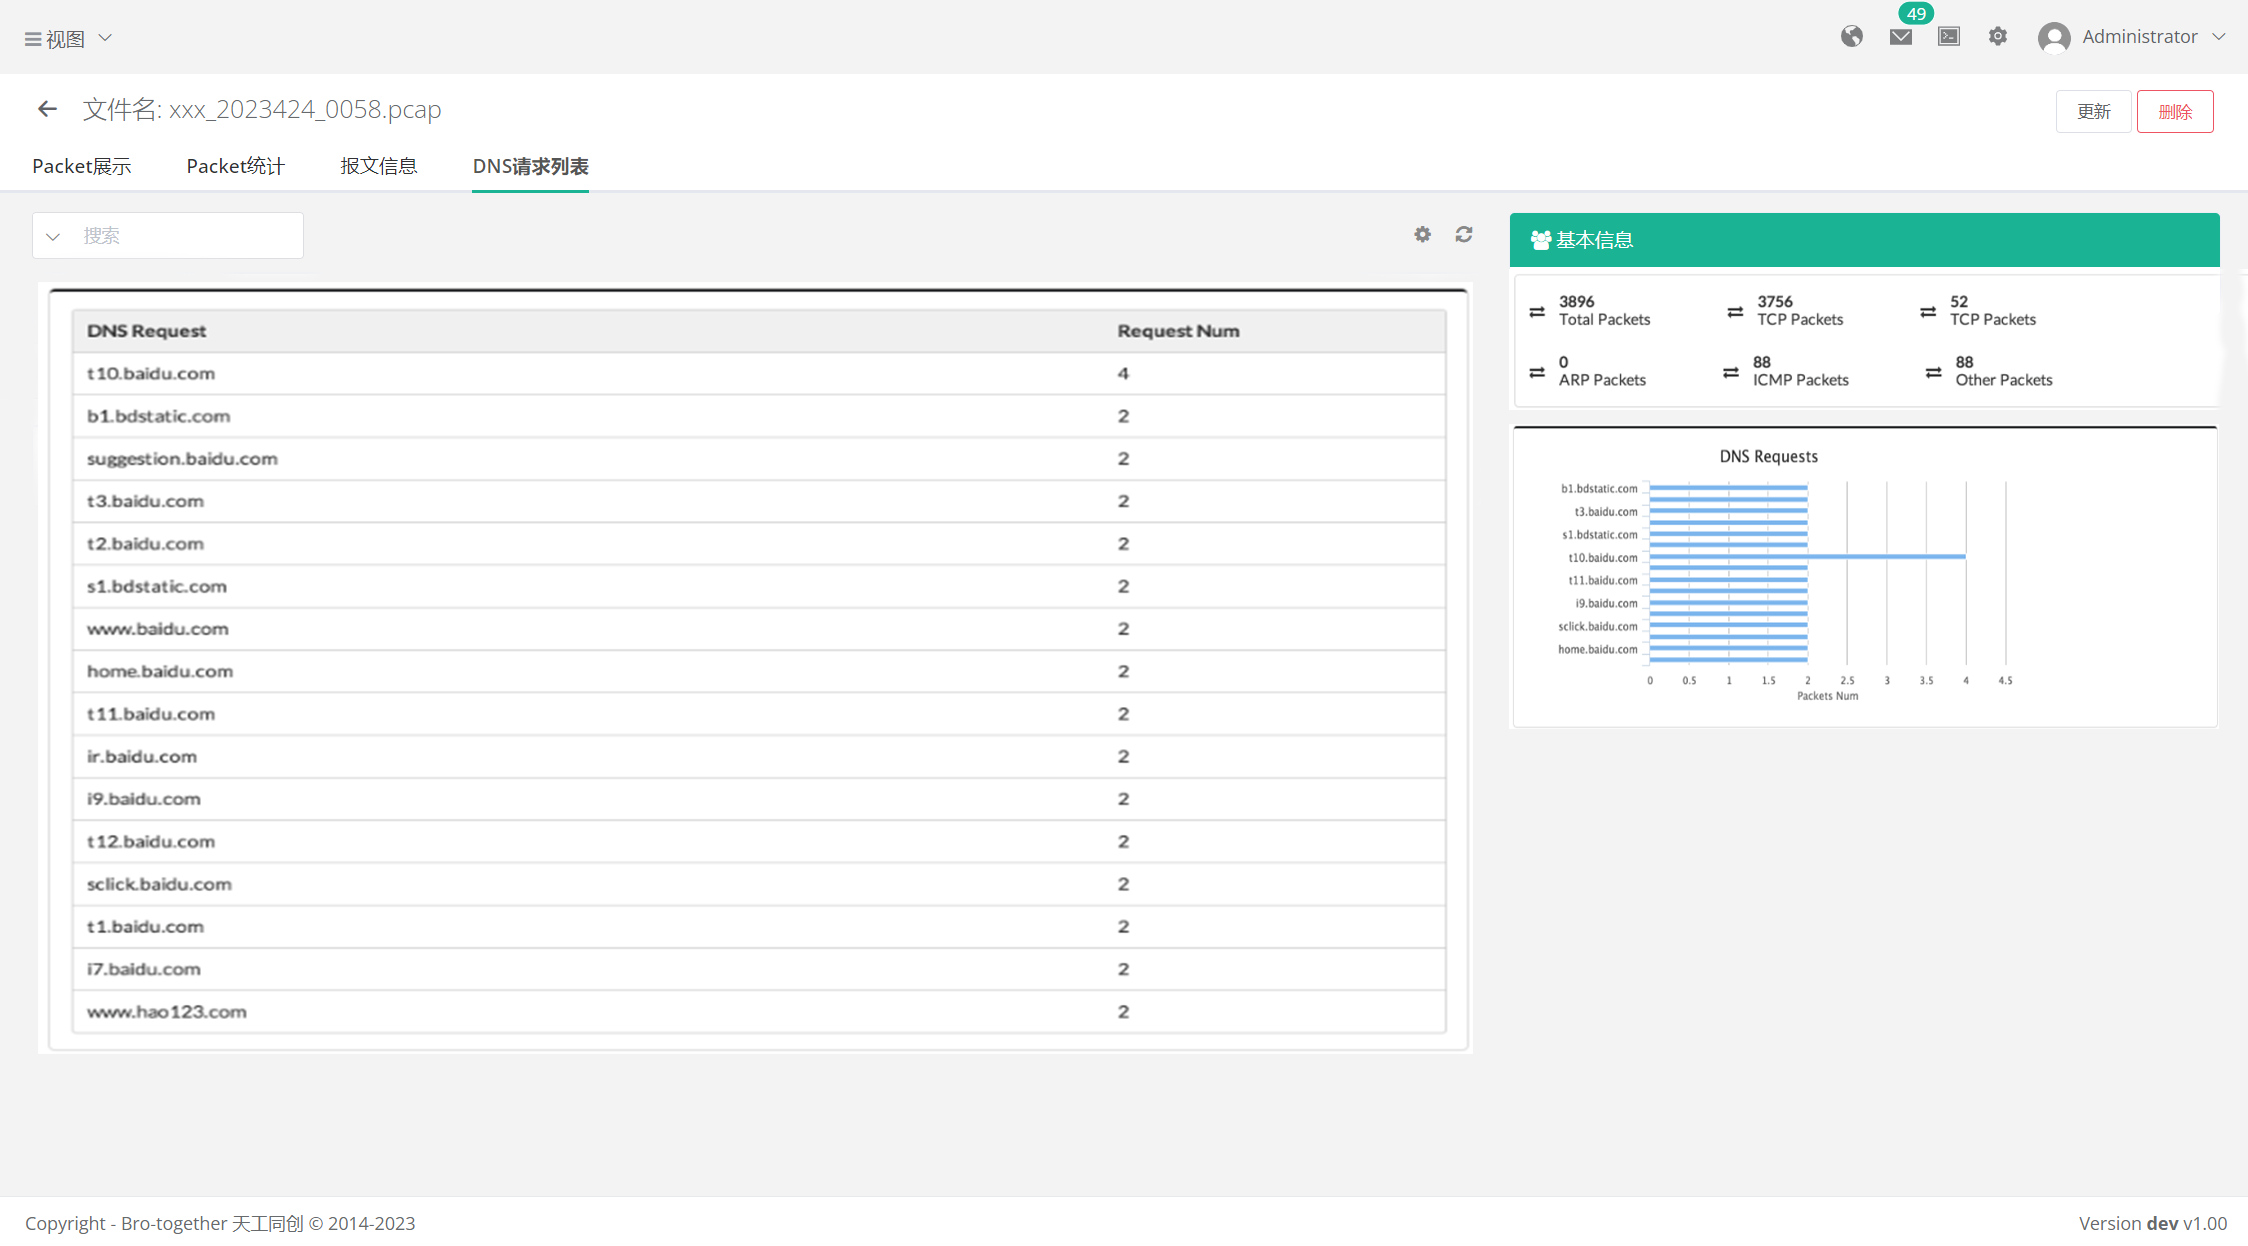 视图
49
Administrator
文件名: xxx_2023424_0058.pcap
更新
删除
Packet展示
Packet统计
报文信息
DNS请求列表
搜索
DNS Request Request Num
t10.baidu.com 4
b1.bdstatic.com 2
suggestion.baidu.com 2
t3.baidu.com 2
t2.baidu.com 2
s1.bdstatic.com 2
www.baidu.com 2
home.baidu.com 2
t11.baidu.com 2
ir.baidu.com 2
i9.baidu.com 2
t12.baidu.com 2
sclick.baidu.com 2
t1.baidu.com 2
i7.baidu.com 2
www.hao123.com 2
基本信息
3896
Total Packets
3756
TCP Packets
52
TCP Packets
0
ARP Packets
88
ICMP Packets
88
Other Packets
DNS Requests
b1.bdstatic.com
t3.baidu.com
s1.bdstatic.com
t10.baidu.com
t11.baidu.com
i9.baidu.com
sclick.baidu.com
home.baidu.com
0 0.5 1 1.5 2 2.5 3 3.5 4 4.5
Packets Num
Copyright - Bro-together 天工同创 © 2014-2023
Version dev v1.00